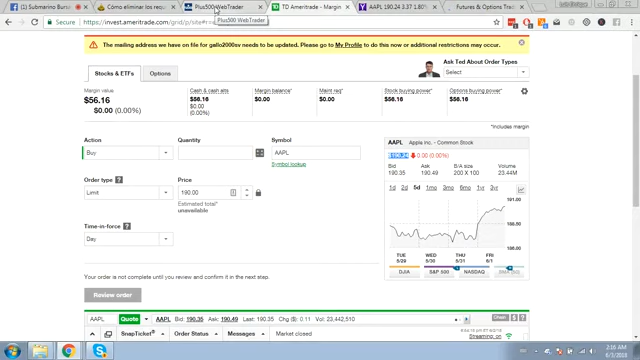 Submarino Burs
Cómo eliminar los requ
Plus500 WebTrader
TD Ameritrade - Margin
AAPL 190.24 3.37 1.80%
Futures & Options Trad
https://invest.ameritrade.com/grid/p/site#r=
Plus500 WebTrader
The mailing address we have on file for gallo2000sv needs to be updated. Please go to My Profile to do this now or additional restrictions may occur.
Ask Ted About Order Types
Select
Stocks & ETFs
Options
Margin value
$56.16
$0.00 (0.00%)
Cash & cash alts
$56.16
$0.00
(0.00%)
Margin balance*
$0.00
Maint req*
$0.00
Stock buying power*
$56.16
Options buying power*
$56.16
*includes margin
Action
Buy
Quantity
Symbol
AAPL
Symbol lookup
Order type
Limit
Price
190.00
Estimated total*
unavailable
Time-in-force
Day
AAPL Apple Inc. - Common Stock
$190.24 0.00 (0.00%)
Bid
190.35
Ask
190.49
B/A size
200 X 100
Volume
23.44M
1d 2d 5d 1mo 3mo 6mo 1yr 3yr
191.00
TUE
5/29
WED
5/30
THU
5/31
FRI
6/1
DJIA
S&P 500
NASDAQ
Your order is not complete until you review and confirm it in the next step.
Review order
AAPL
Quote
AAPL Bid: 190.35 Ask: 190.49 Last: 190.35 Chg ($): 0.11 Vol: 23,442,510
Clean
SnapTicket
Order Status
Messages
Market closed
Streaming: on
2:16 AM
6/3/2018